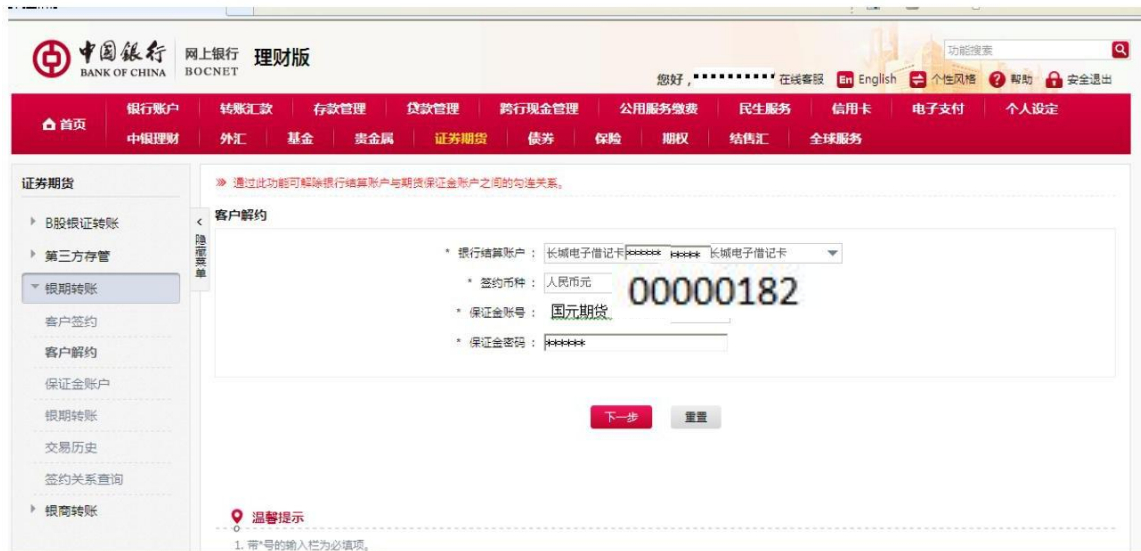 中国银行 网上银行 理财版
BANK OF CHINA BOCNET
功能搜索
您好，********** 在线客服 En English 个性风格 帮助 安全退出
首页
银行账户 转账汇款 存款管理 贷款管理 跨行现金管理 公用服务缴费 民生服务 信用卡 电子支付 个人设定
中银理财 外汇 基金 贵金属 证券期货 债券 保险 期权 结售汇 全球服务
证券期货
B股银证转账
第三方存管
银期转账
客户签约
客户解约
保证金账户
银期转账
交易历史
签约关系查询
银商转账
隐藏菜单
通过此功能可解除银行结算账户与期货保证金账户之间的勾连关系。
客户解约
* 银行结算账户： 长城电子借记卡****** **** 长城电子借记卡
* 签约币种： 人民币元
00000182
* 保证金账号： 国元期货
* 保证金密码： ******
下一步 重置
温馨提示
1. 带*号的输入栏为必填项。